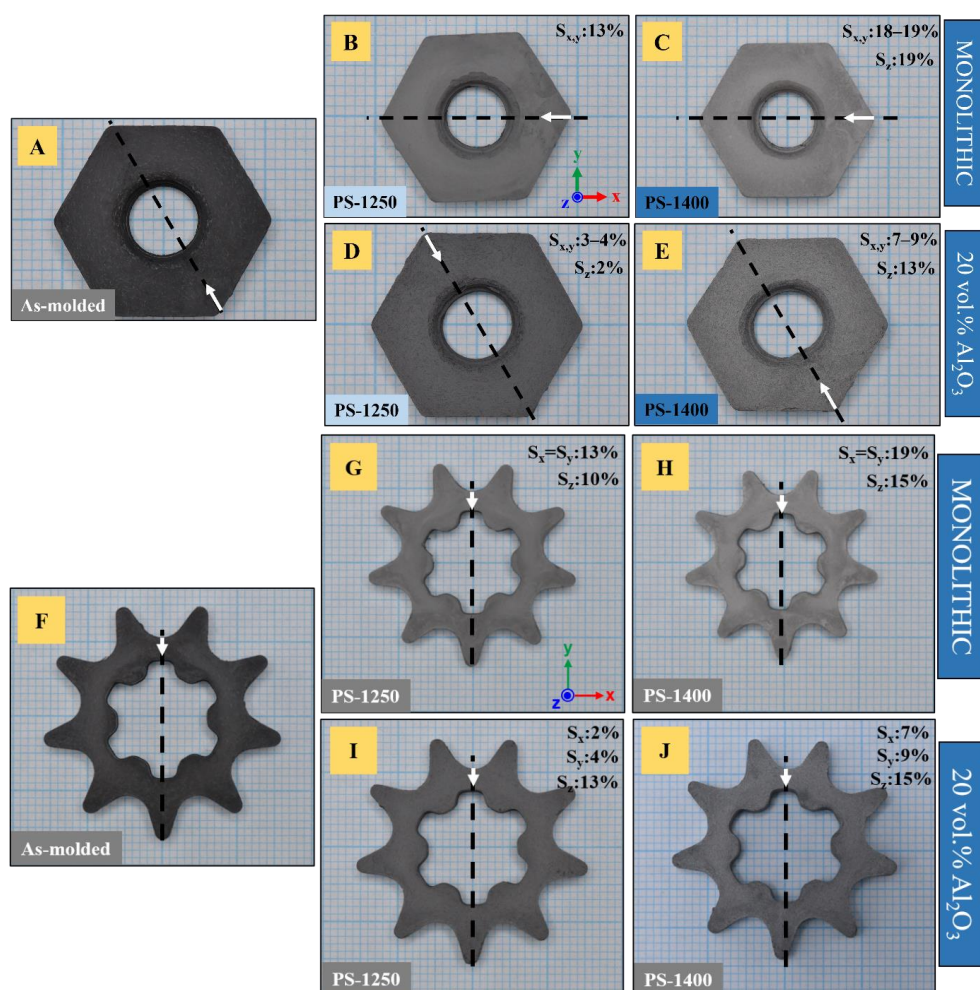 A
As-molded
B
Sx,y:13%
y
z
x
PS-1250
C
Sx,y:18–19%
Sz:19%
PS-1400
MONOLITHIC
D
Sx,y:3–4%
Sz:2%
PS-1250
E
Sx,y:7–9%
Sz:13%
PS-1400
20 vol.% Al₂O₃
F
As-molded
G
Sx=Sy:13%
Sz:10%
y
z
x
PS-1250
H
Sx=Sy:19%
Sz:15%
PS-1400
MONOLITHIC
I
Sx:2%
Sy:4%
Sz:13%
PS-1250
J
Sx:7%
Sy:9%
Sz:15%
PS-1400
20 vol.% Al₂O₃